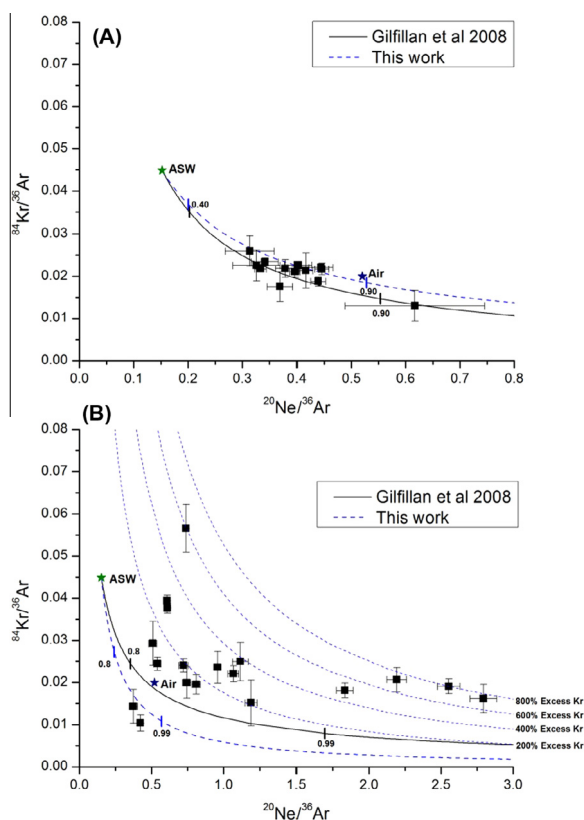 (A)
Gilfillan et al 2008
This work
0.08
0.07
0.06
0.05
0.04
0.03
0.02
0.01
0.00
⁸⁴Kr/³⁶Ar
ASW
0.40
Air
0.90
0.90
0.0
0.1
0.2
0.3
0.4
0.5
0.6
0.7
0.8
²⁰Ne/³⁶Ar
(B)
Gilfillan et al 2008
This work
0.08
0.07
0.06
0.05
0.04
0.03
0.02
0.01
0.00
⁸⁴Kr/³⁶Ar
ASW
0.8
0.8
Air
0.99
0.99
800% Excess Kr
600% Excess Kr
400% Excess Kr
200% Excess Kr
0.0
0.5
1.0
1.5
2.0
2.5
3.0
²⁰Ne/³⁶Ar